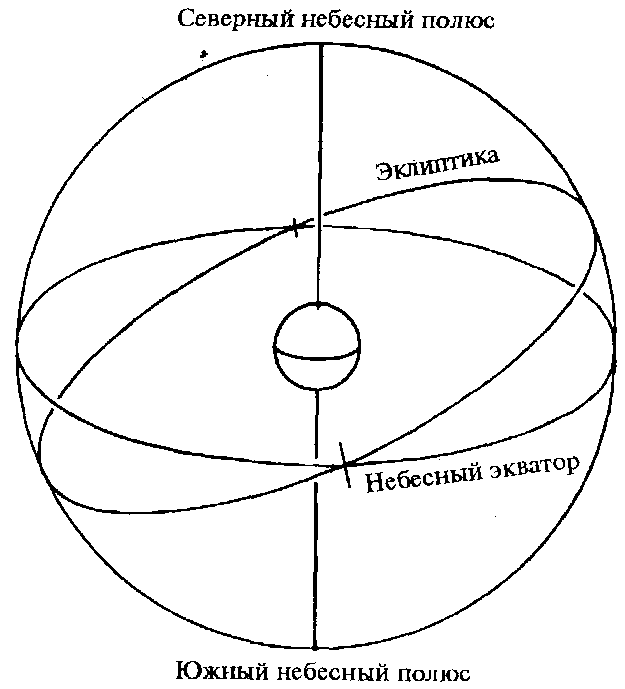 Северный небесный полюс
Эклиптика
Небесный экватор
Южный небесный полюс